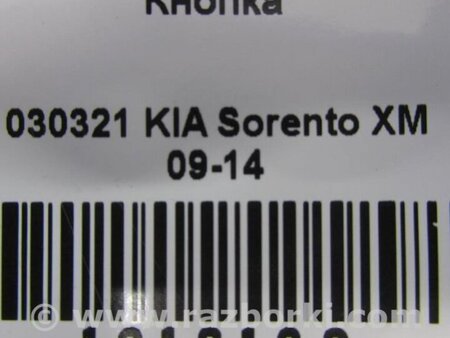 Кнопка
030321 KIA Sorento XM
09-14
© www.razborki.com